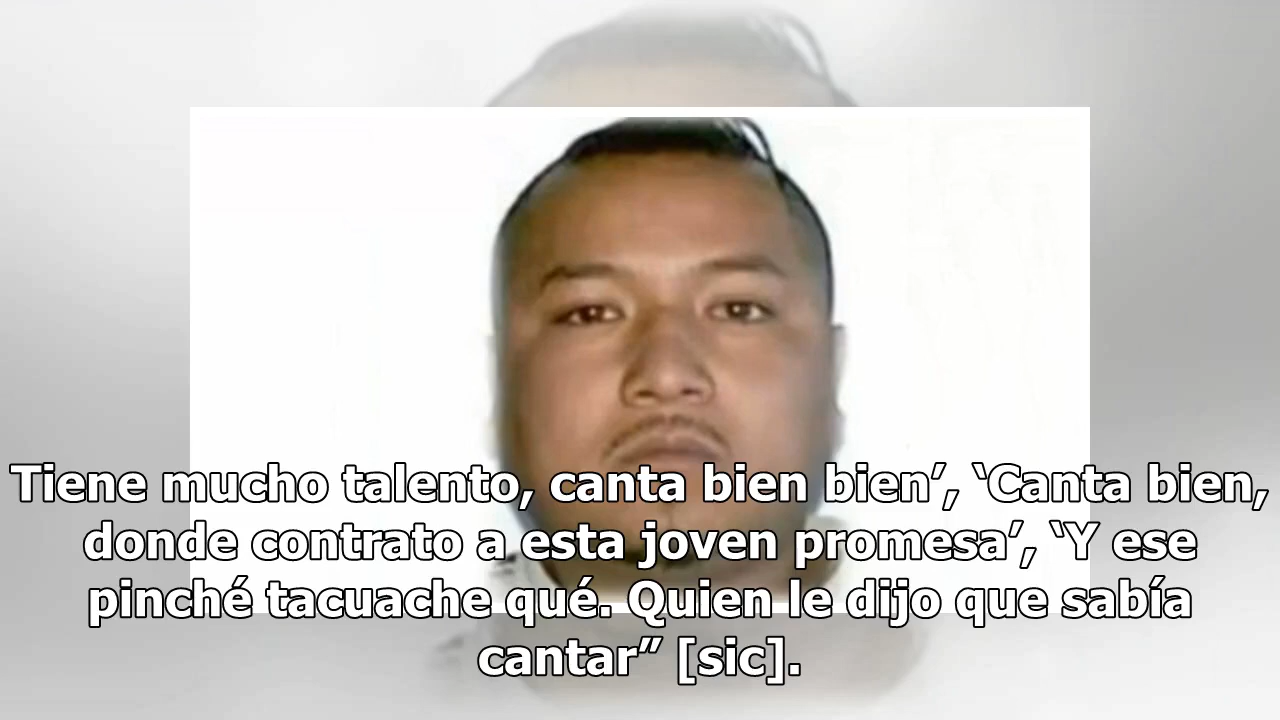 Tiene mucho talento, canta bien bien’, ‘Canta bien,
donde contrato a esta joven promesa’, ‘Y ese
pinché tacuache qué. Quien le dijo que sabía
cantar” [sic].